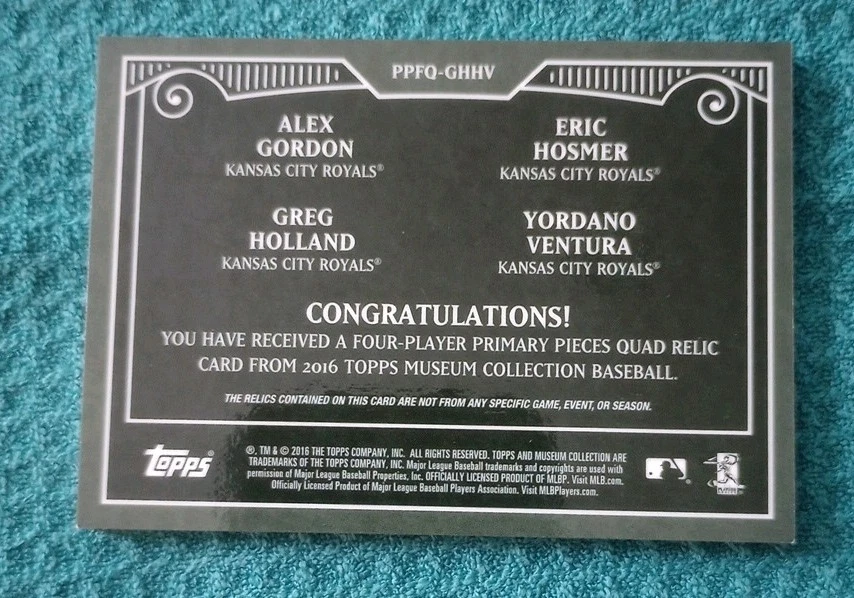 PPFQ-GHHV
ALEX
GORDON
KANSAS CITY ROYALS®
ERIC
HOSMER
KANSAS CITY ROYALS®
GREG
HOLLAND
KANSAS CITY ROYALS®
YORDANO
VENTURA
KANSAS CITY ROYALS®
CONGRATULATIONS!
YOU HAVE RECEIVED A FOUR-PLAYER PRIMARY PIECES QUAD RELIC
CARD FROM 2016 TOPPS MUSEUM COLLECTION BASEBALL.
THE RELICS CONTAINED ON THIS CARD ARE NOT FROM ANY SPECIFIC GAME, EVENT, OR SEASON.
Topps®
®, TM & © 2016 THE TOPPS COMPANY, INC. ALL RIGHTS RESERVED. TOPPS AND MUSEUM COLLECTION ARE
TRADEMARKS OF THE TOPPS COMPANY, INC. Major League Baseball trademarks and copyrights are used with
permission of Major League Baseball Properties, Inc. OFFICIALLY LICENSED PRODUCT OF MLBP. Visit MLB.com.
Officially Licensed Product of Major League Baseball Players Association. Visit MLBPlayers.com.